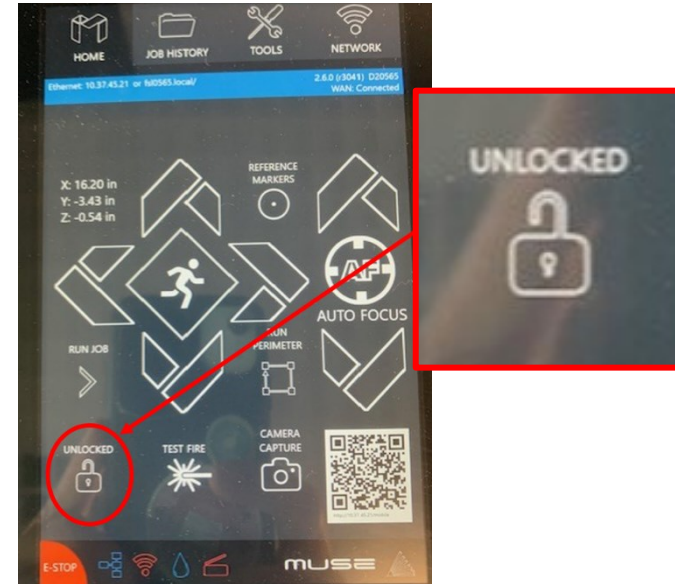 HOME
JOB HISTORY
TOOLS
NETWORK
Ethernet: 10.37.45.21 or fsl0565.local/
2.6.0 (r3041) D20565
WAN: Connected
X: 16.20 in
Y: -3.43 in
Z: -0.54 in
REFERENCE
MARKERS
AF
AUTO FOCUS
RUN JOB
RUN
PERIMETER
UNLOCKED
TEST FIRE
CAMERA
CAPTURE
E-STOP
MUSE
UNLOCKED